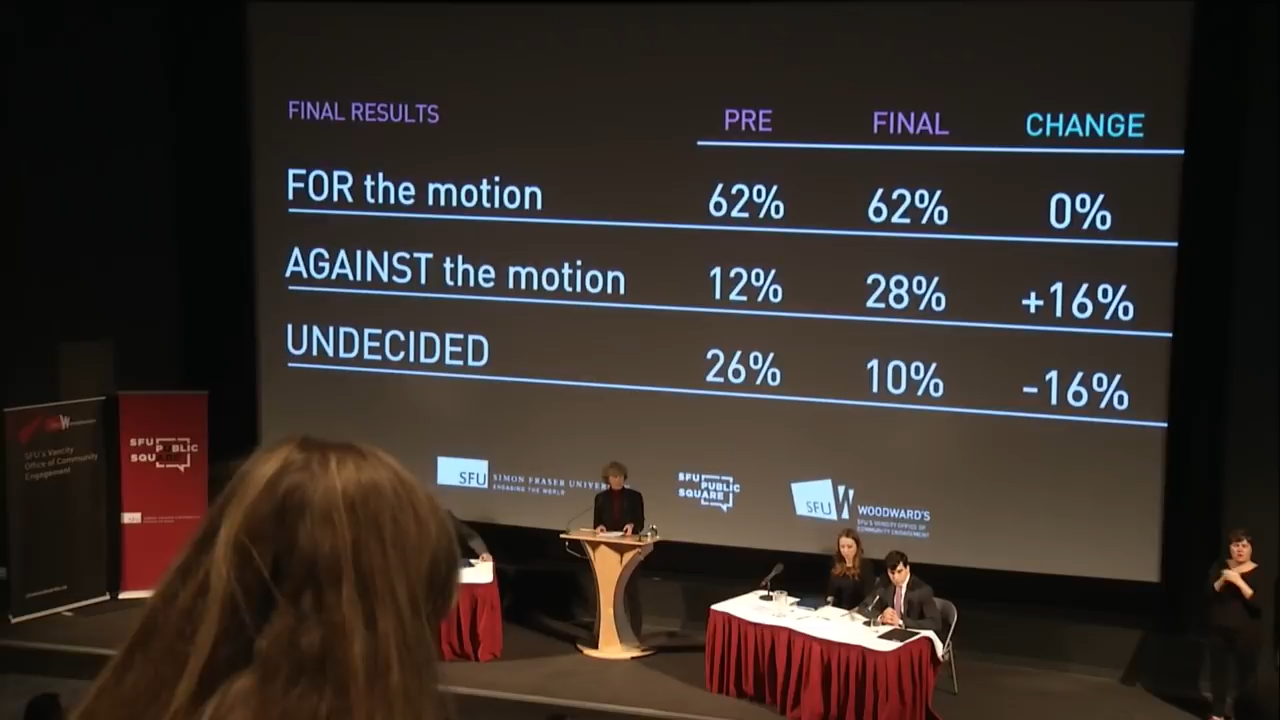 FINAL RESULTS PRE FINAL CHANGE
FOR the motion 62% 62% 0%
AGAINST the motion 12% 28% +16%
UNDECIDED 26% 10% -16%
SFU's Vancity
Office of Community
Engagement
SFU PUBLIC
SQUARE
SFU
SIMON FRASER
ENGAGING THE WORLD
SFU PUBLIC
SQUARE
SFU W WOODWARD'S
SFU'S VANCITY OFFICE OF
COMMUNITY ENGAGEMENT